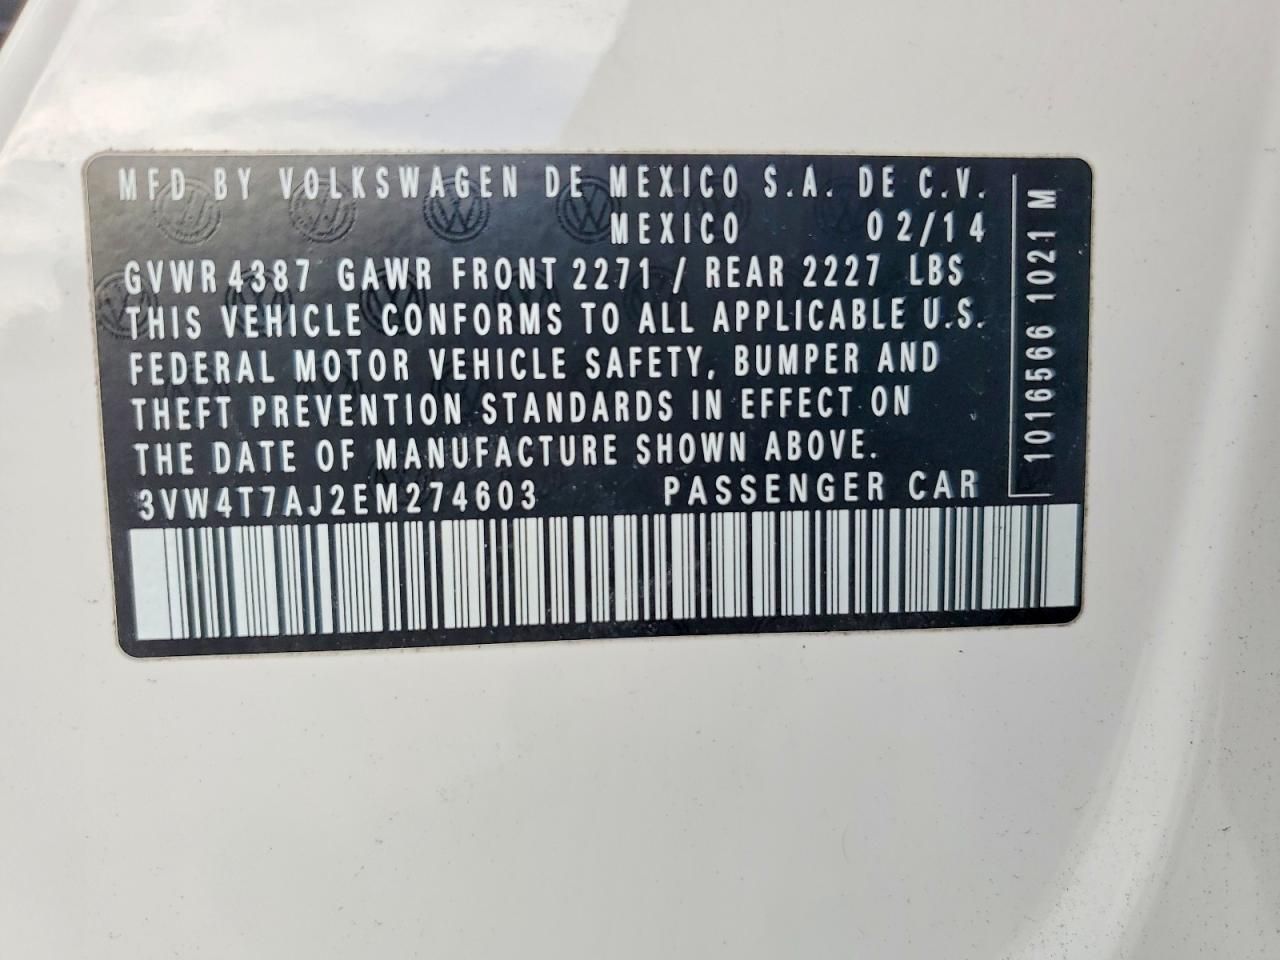 MFD BY VOLKSWAGEN DE MEXICO S.A. DE C.V.
MEXICO 02/14
GVWR 4387 GAWR FRONT 2271 / REAR 2227 LBS
THIS VEHICLE CONFORMS TO ALL APPLICABLE U.S.
FEDERAL MOTOR VEHICLE SAFETY, BUMPER AND
THEFT PREVENTION STANDARDS IN EFFECT ON
THE DATE OF MANUFACTURE SHOWN ABOVE.
3VW4T7AJ2EM274603 PASSENGER CAR
1016566 1021 M